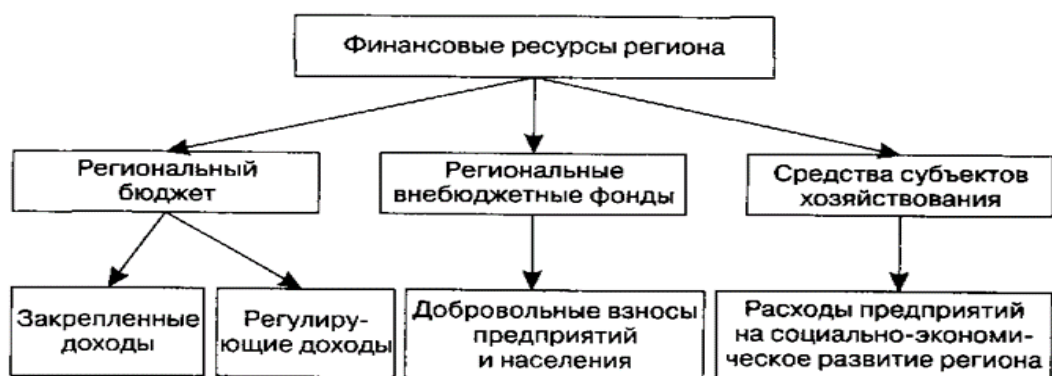 Финансовые ресурсы региона
Региональный
бюджет
Региональные
внебюджетные фонды
Средства субъектов
хозяйствования
Закрепленные
доходы
Регулиру-
ющие доходы
Добровольные взносы
предприятий
и населения
Расходы предприятий
на социально-экономи-
ческое развитие региона